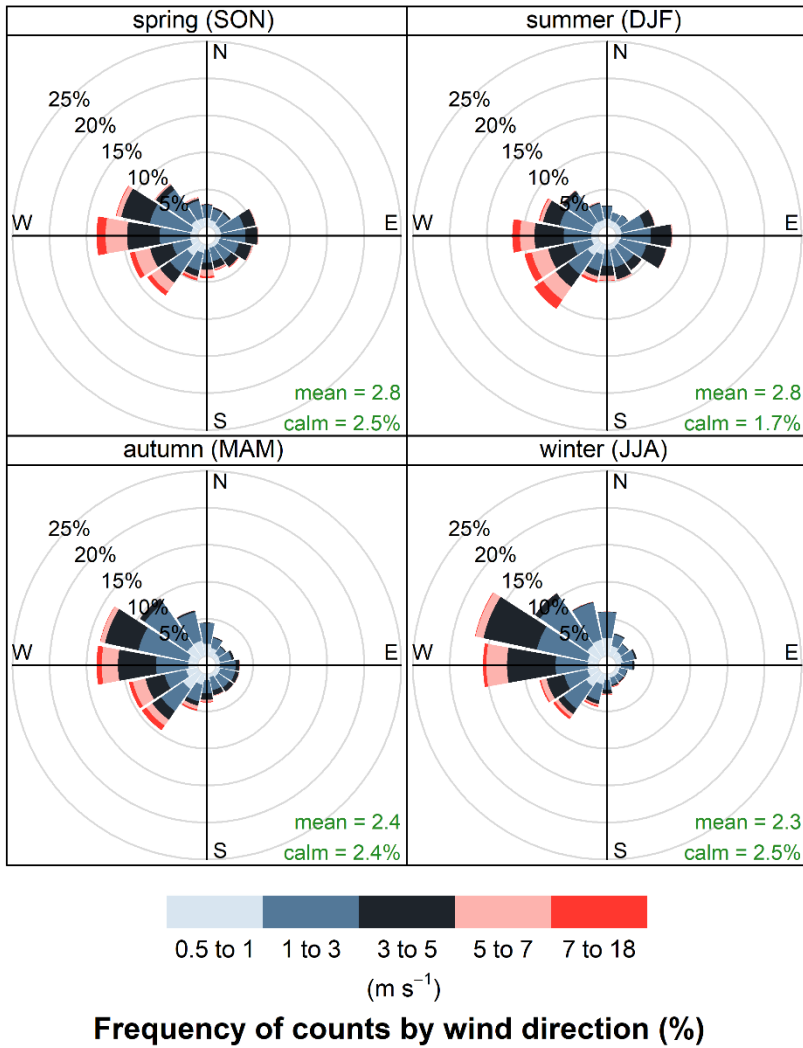 spring (SON)
N
25%
20%
15%
10%
5%
W
E
mean = 2.8
S
calm = 2.5%
summer (DJF)
N
25%
20%
15%
10%
5%
W
E
mean = 2.8
S
calm = 1.7%
autumn (MAM)
N
25%
20%
15%
10%
5%
W
E
mean = 2.4
S
calm = 2.4%
winter (JJA)
N
25%
20%
15%
10%
5%
W
E
mean = 2.3
S
calm = 2.5%
0.5 to 1 1 to 3 3 to 5 5 to 7 7 to 18
(m s⁻¹)
Frequency of counts by wind direction (%)